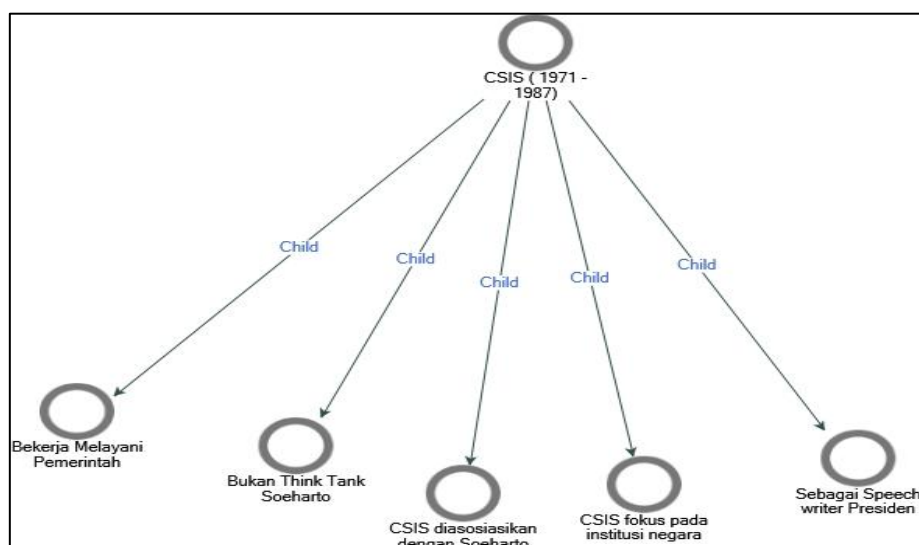 CSIS ( 1971 -
1987)
Child
Child
Child
Child
Child
Bekerja Melayani
Pemerintah
Bukan Think Tank
Soeharto
CSIS diasosiasikan
dengan Soeharto
CSIS fokus pada
institusi negara
Sebagai Speech
writer Presiden